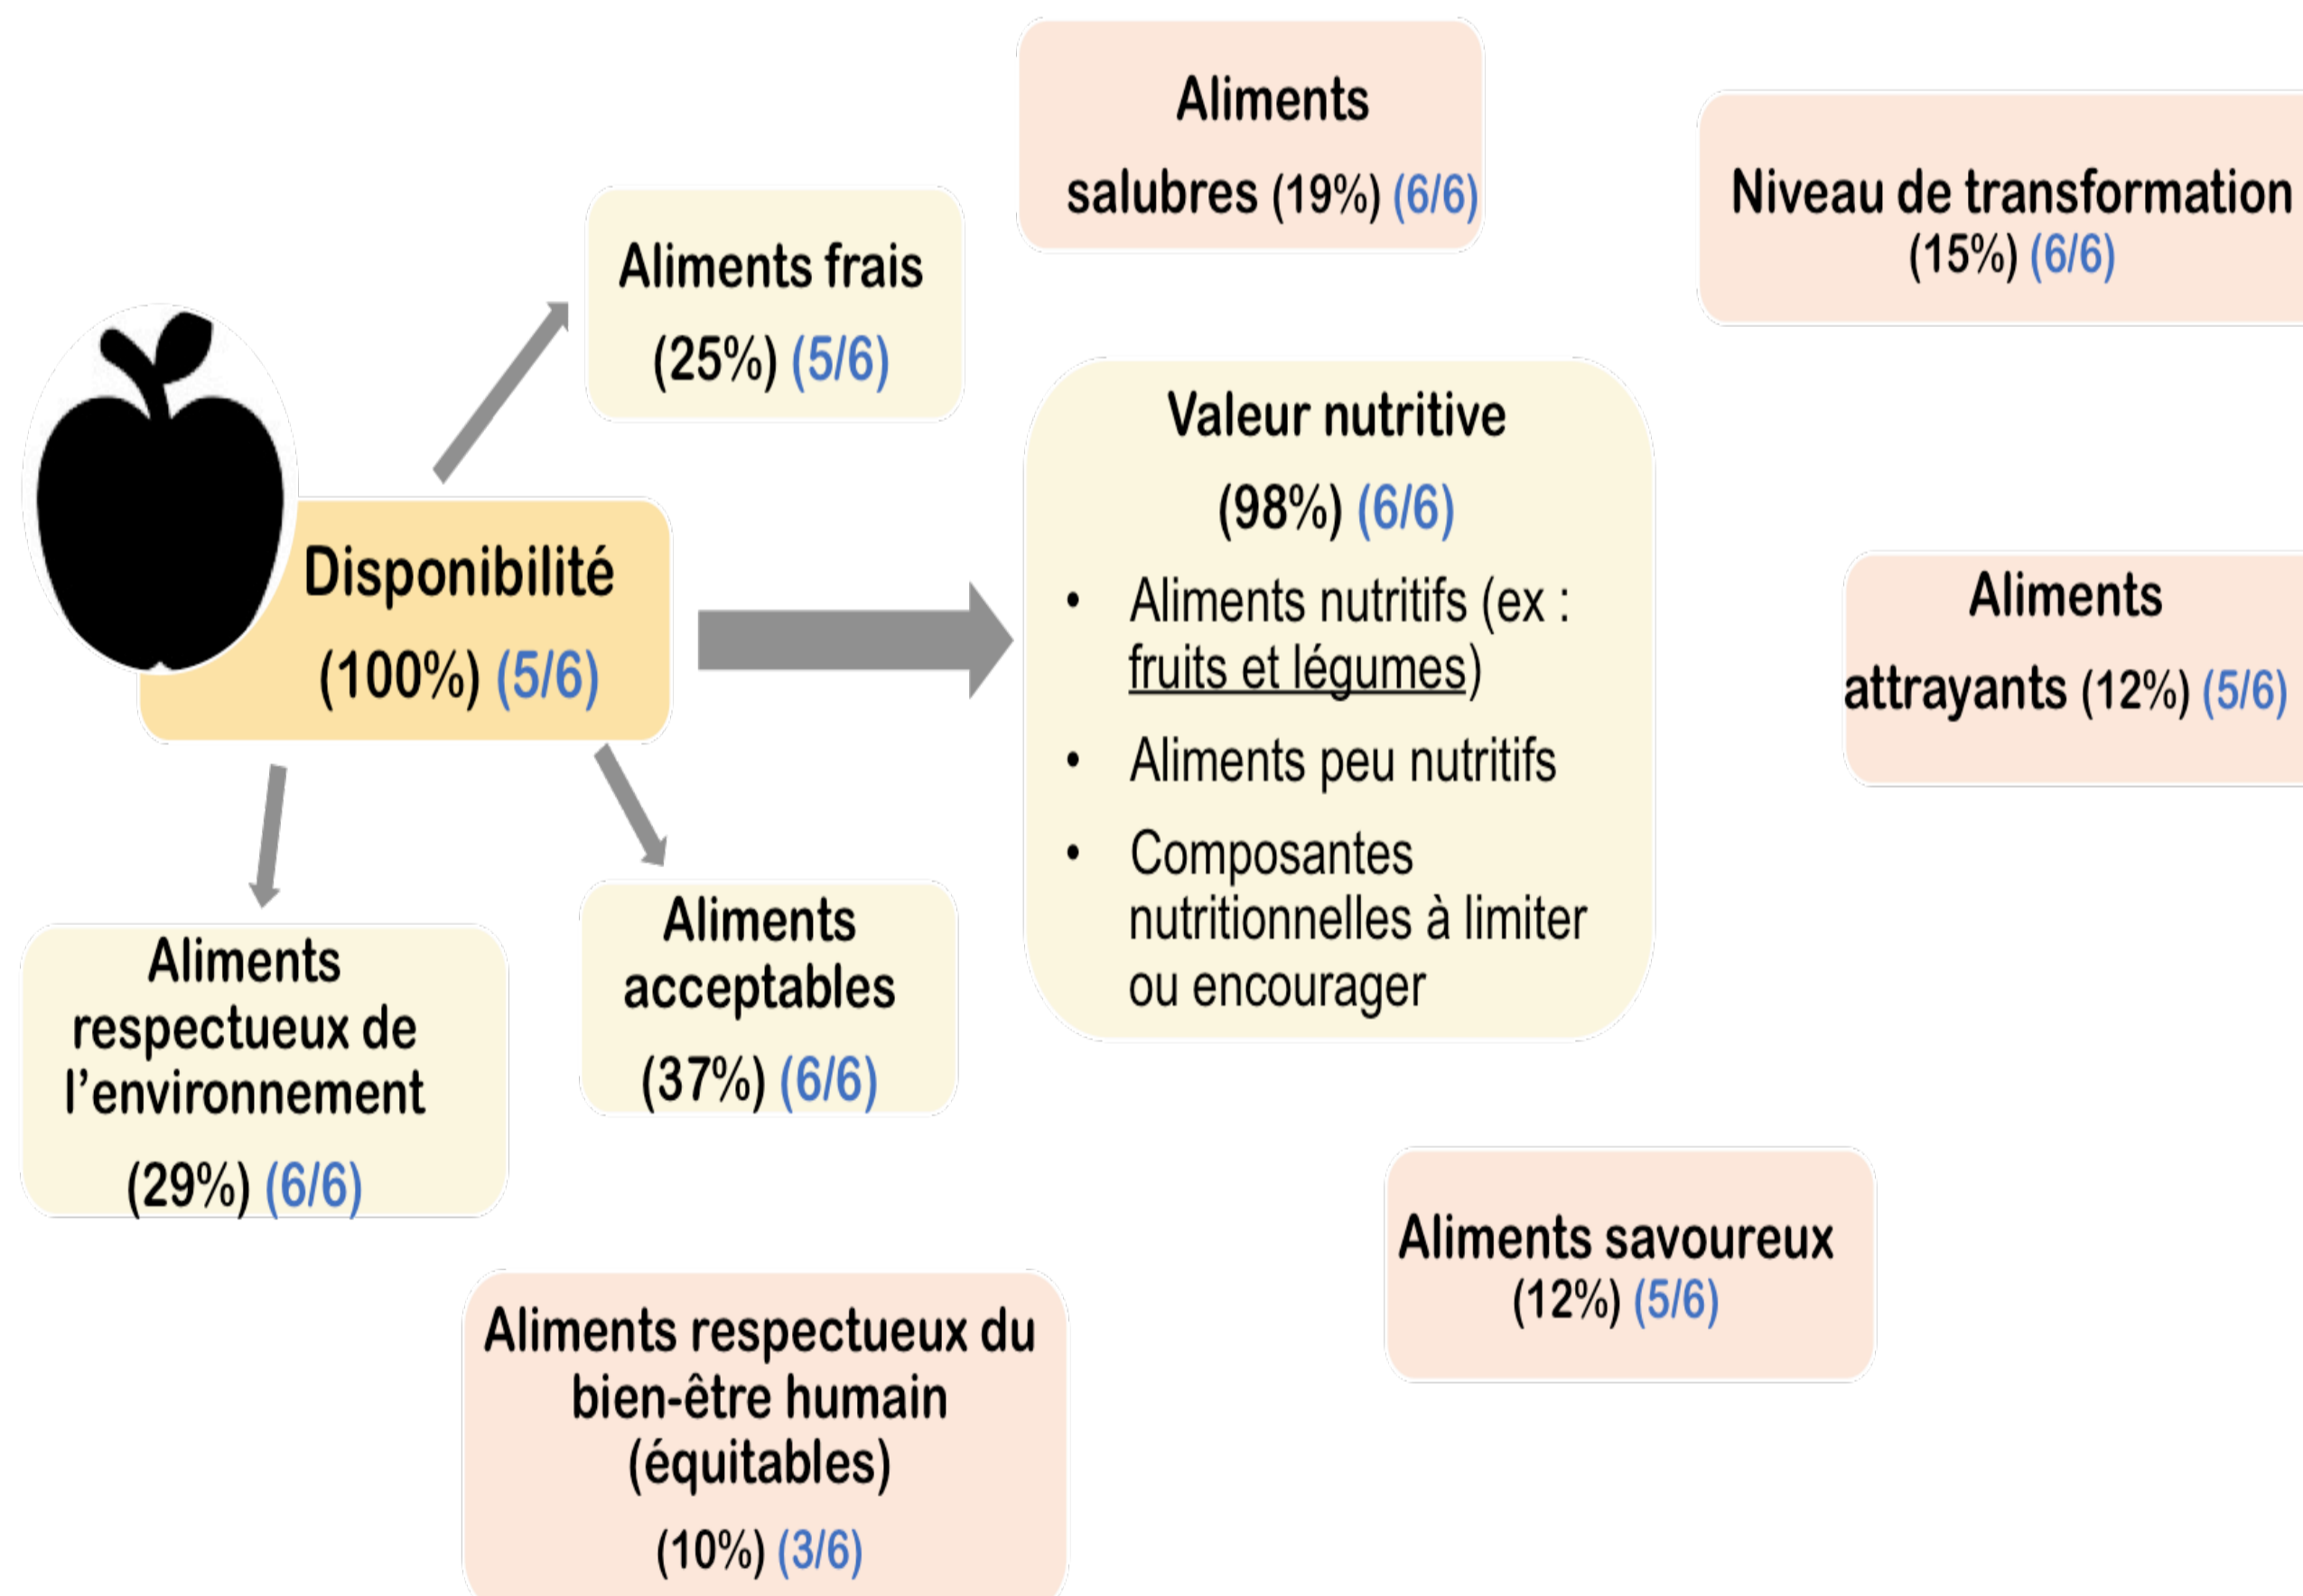 Aliments
salubres (19%) (6/6)
Niveau de transformation
(15%) (6/6)
Aliments frais
(25%) (5/6)
Valeur nutritive
(98%) (6/6)
• Aliments nutritifs (ex :
fruits et légumes)
• Aliments peu nutritifs
• Composantes
nutritionnelles à limiter
ou encourager
Disponibilité
(100%) (5/6)
Aliments
attrayants (12%) (5/6)
Aliments
respectueux de
l’environnement
(29%) (6/6)
Aliments
acceptables
(37%) (6/6)
Aliments savoureux
(12%) (5/6)
Aliments respectueux du
bien-être humain
(équitables)
(10%) (3/6)